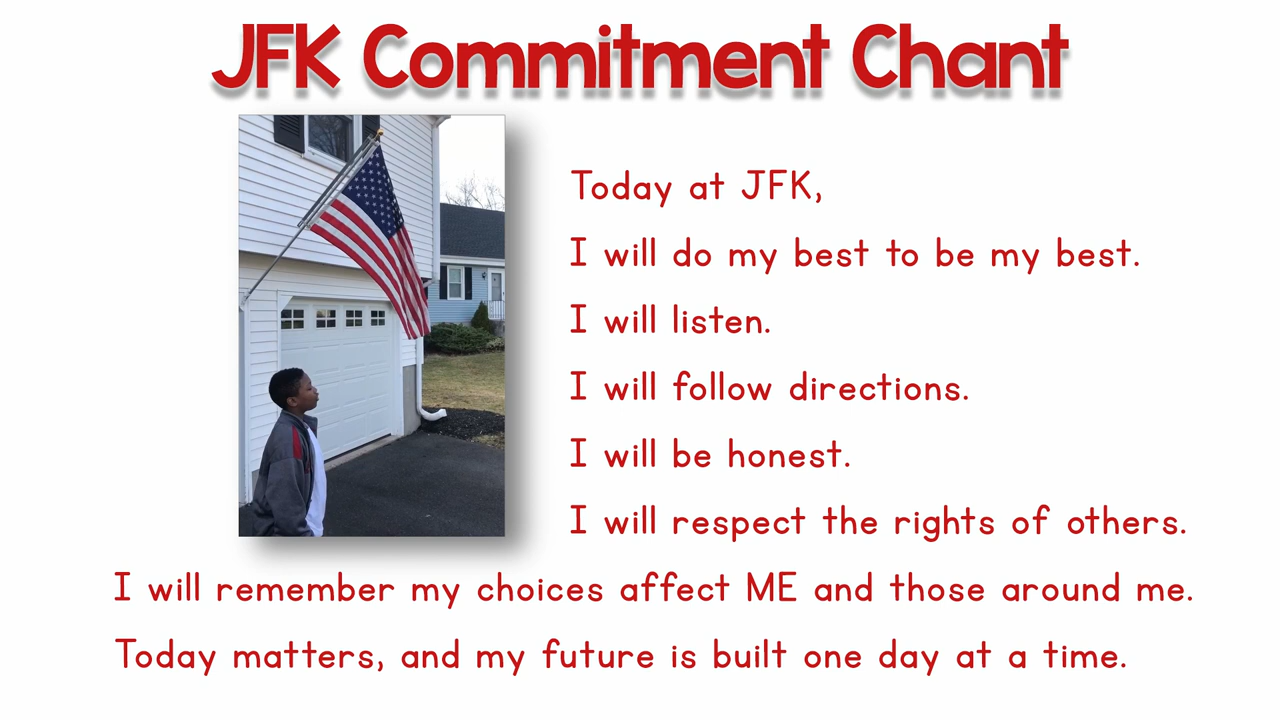 JFK Commitment Chant
Today at JFK,
I will do my best to be my best.
I will listen.
I will follow directions.
I will be honest.
I will respect the rights of others.
I will remember my choices affect ME and those around me.
Today matters, and my future is built one day at a time.